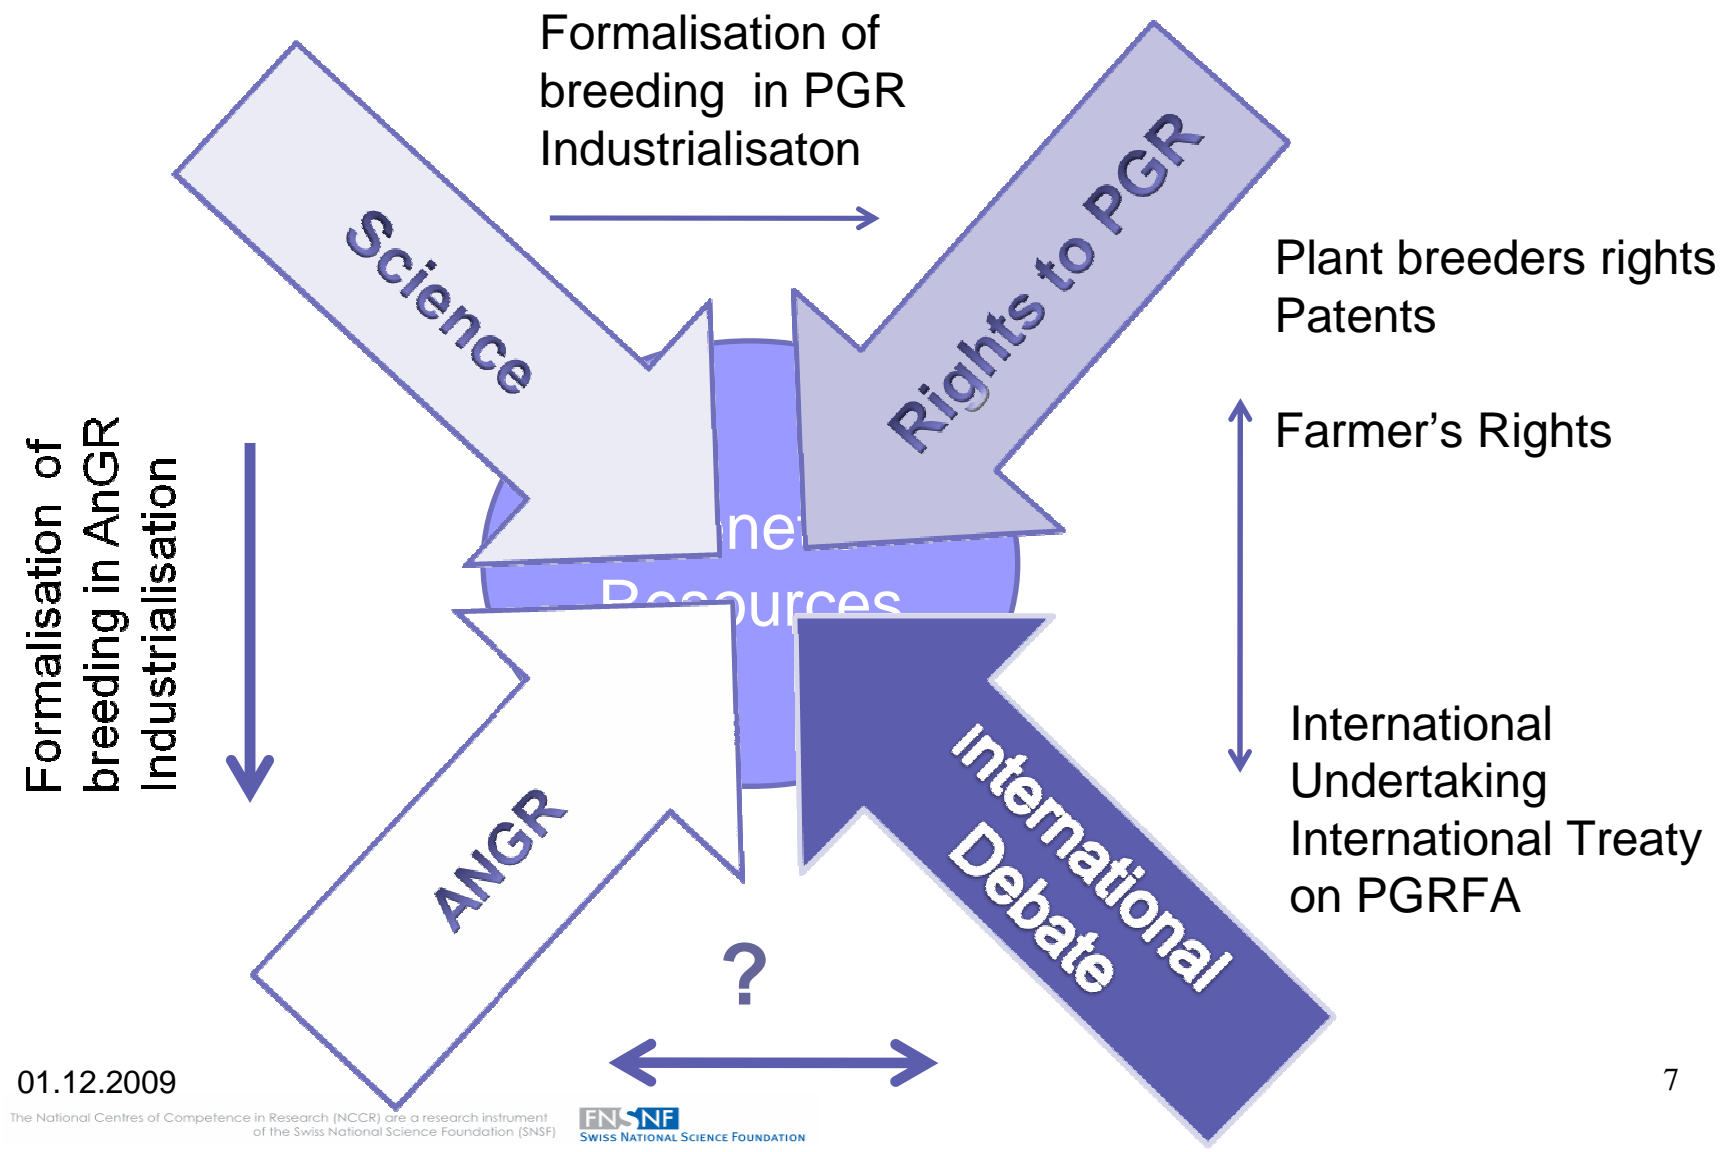 Formalisation of
breeding in PGR
Industrialisaton
Science
Rights to PGR
Plant breeders rights
Patents
Farmer's Rights
Formalisation of
breeding in AnGR
Industrialisation
Resources
ANGR
International
Debate
International
Undertaking
International Treaty
on PGRFA
?
01.12.2009
7
The National Centres of Competence in Research (NCCR) are a research instrument
of the Swiss National Science Foundation (SNSF)
FNSNF
SWISS NATIONAL SCIENCE FOUNDATION